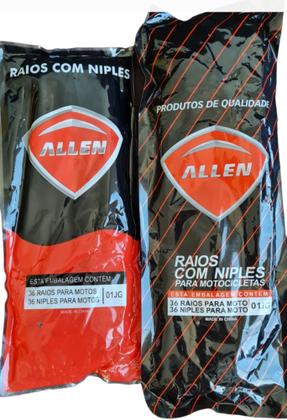 RAIOS COM NIPLES
ALLEN
ESTA EMBALAGEM CONTÉM
36 RAIOS PARA MOTOS
36 NIPLES PARA MOTOS
01JG
MADE IN CHINA
PRODUTOS DE QUALIDADE
ALLEN
RAIOS
COM NIPLES
PARA MOTOCICLETAS
ESTA EMBALAGEM CONTÉM
36 RAIOS PARA MOTO
36 NIPLES PARA MOTO
01JG
MADE IN CHINA